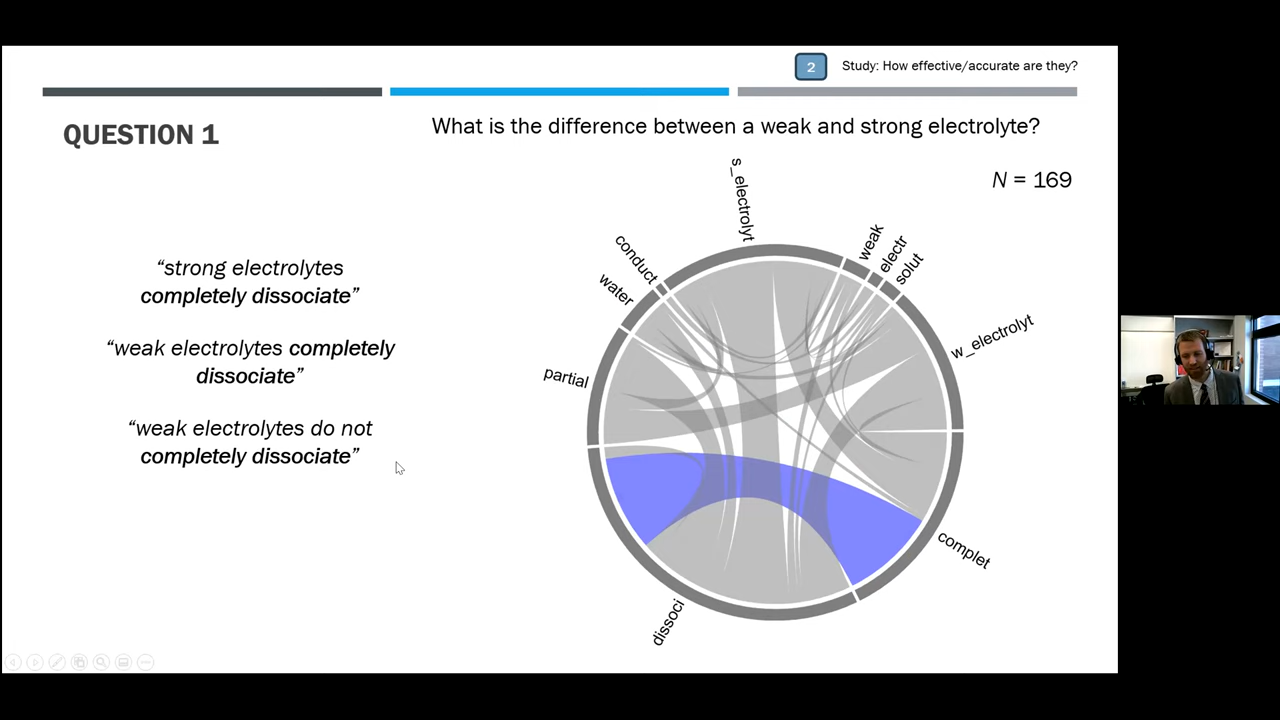 2
Study: How effective/accurate are they?
QUESTION 1
What is the difference between a weak and strong electrolyte?
N = 169
“strong electrolytes
completely dissociate”
“weak electrolytes completely
dissociate”
“weak electrolytes do not
completely dissociate”
s_electrolyt
weak
electr
solut
w_electrolyt
complet
dissoci
partial
water
conduct